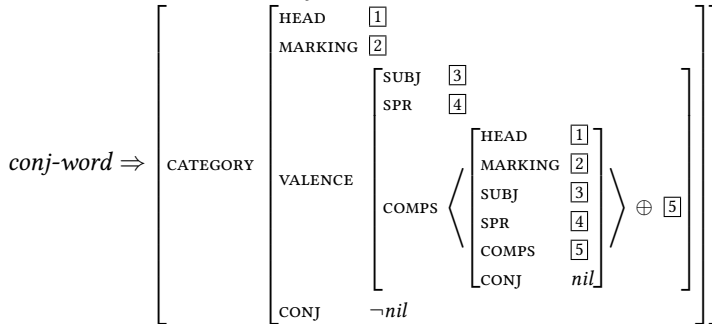 HEAD 1
MARKING 2
SUBJ 3
SPR 4
HEAD 1
conj-word ⇒ CATEGORY VALENCE COMPS MARKING 2 ⊕ 5
SUBJ 3
SPR 4
COMPS 5
CONJ nil
CONJ ¬nil